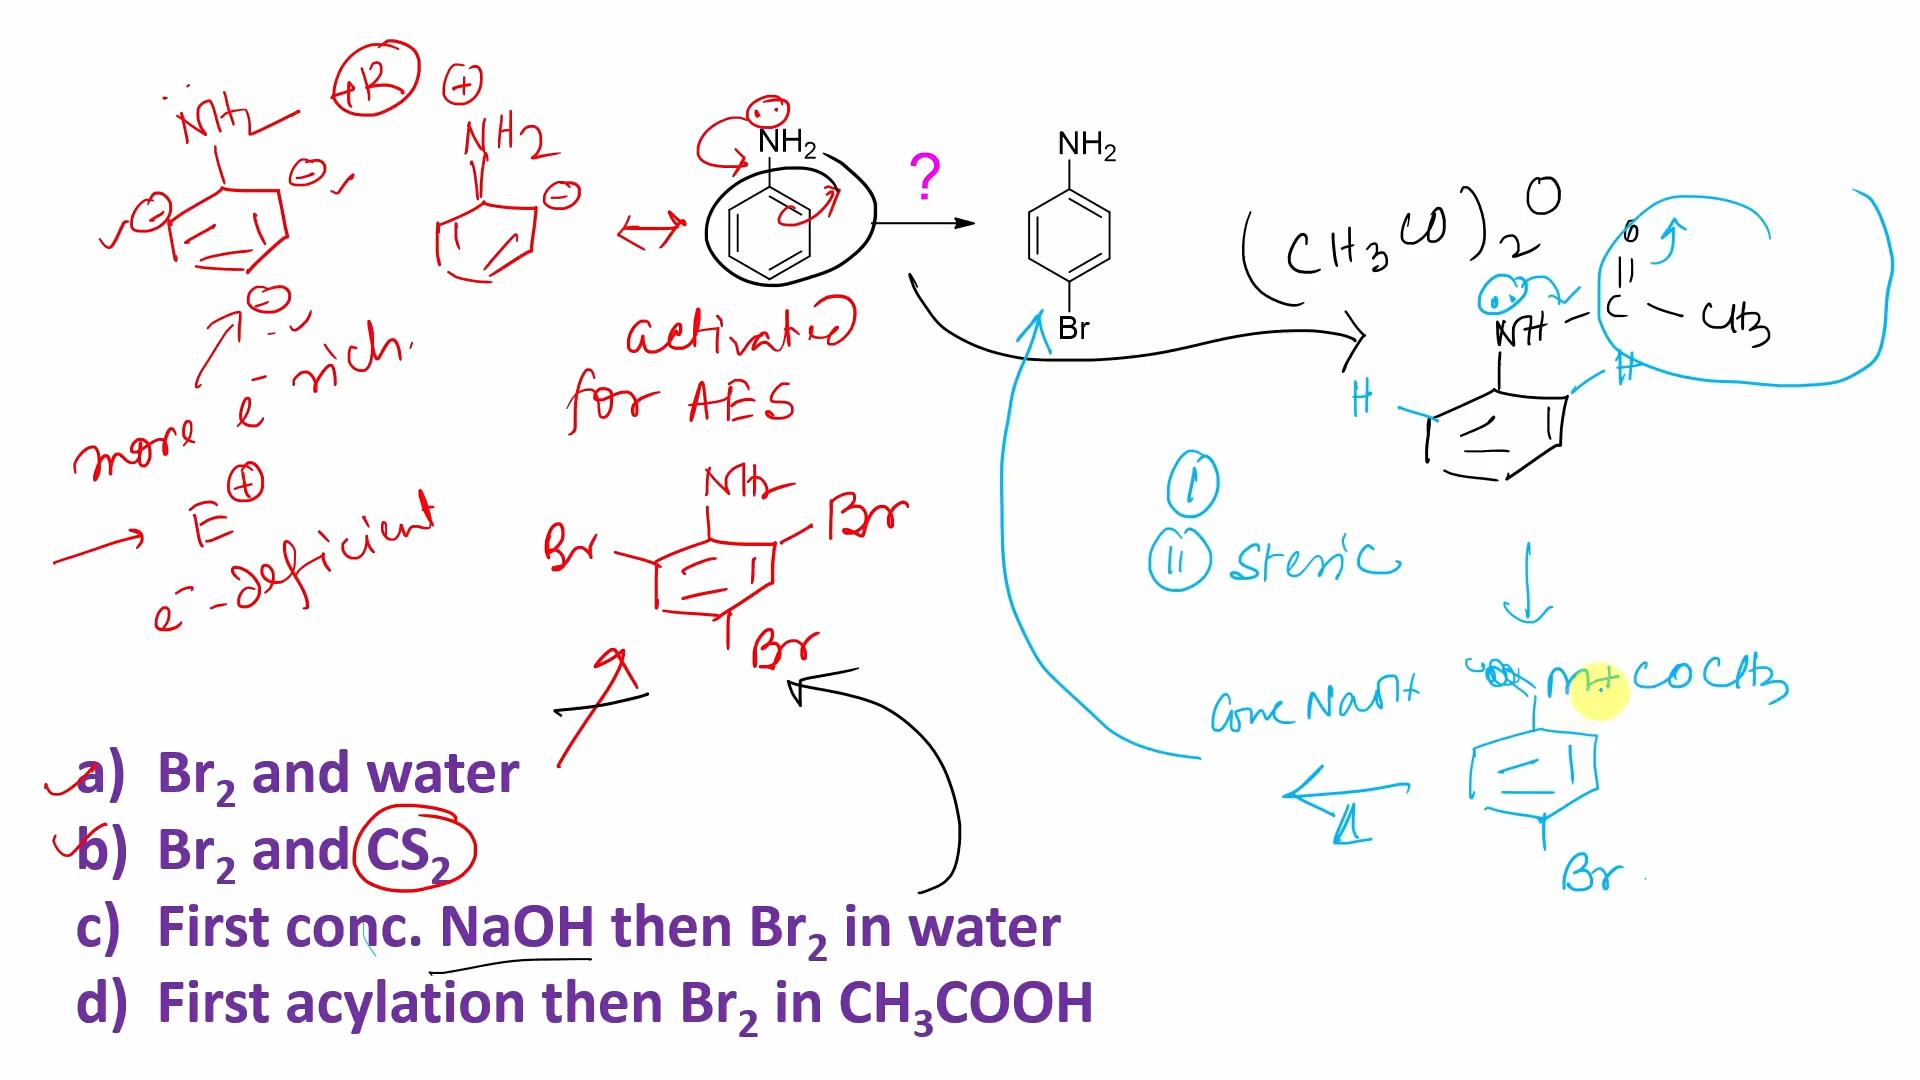 NH2
+R
+
NH2
NH2
?
NH2
Br
(CH3CO)2O
O
NH
C
CH3
H
H
activated
for AES
more e- rich.
E+
e- -deficient
NH2
Br
Br
Br
I
II Steric
Conc NaOH
NHCOCH3
Δ
Br
a) Br2 and water
b) Br2 and CS2
c) First conc. NaOH then Br2 in water
d) First acylation then Br2 in CH3COOH